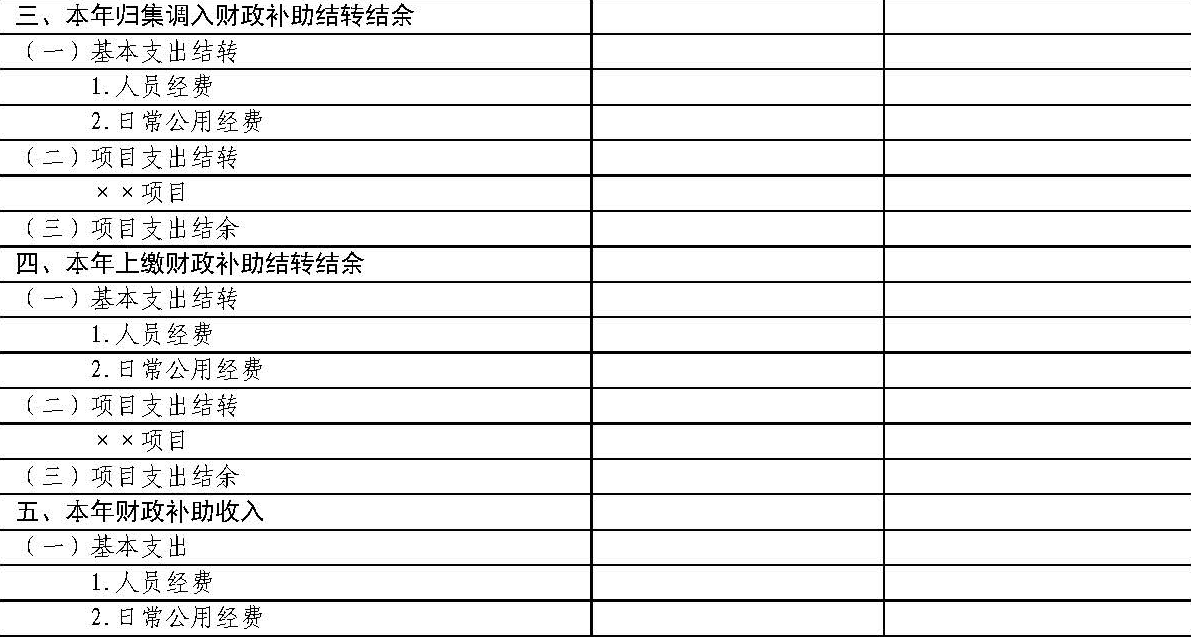 三、本年归集调入财政补助结转结余
（一）基本支出结转
1.人员经费
2.日常公用经费
（二）项目支出结转
××项目
（三）项目支出结余
四、本年上缴财政补助结转结余
（一）基本支出结转
1.人员经费
2.日常公用经费
（二）项目支出结转
××项目
（三）项目支出结余
五、本年财政补助收入
（一）基本支出
1.人员经费
2.日常公用经费